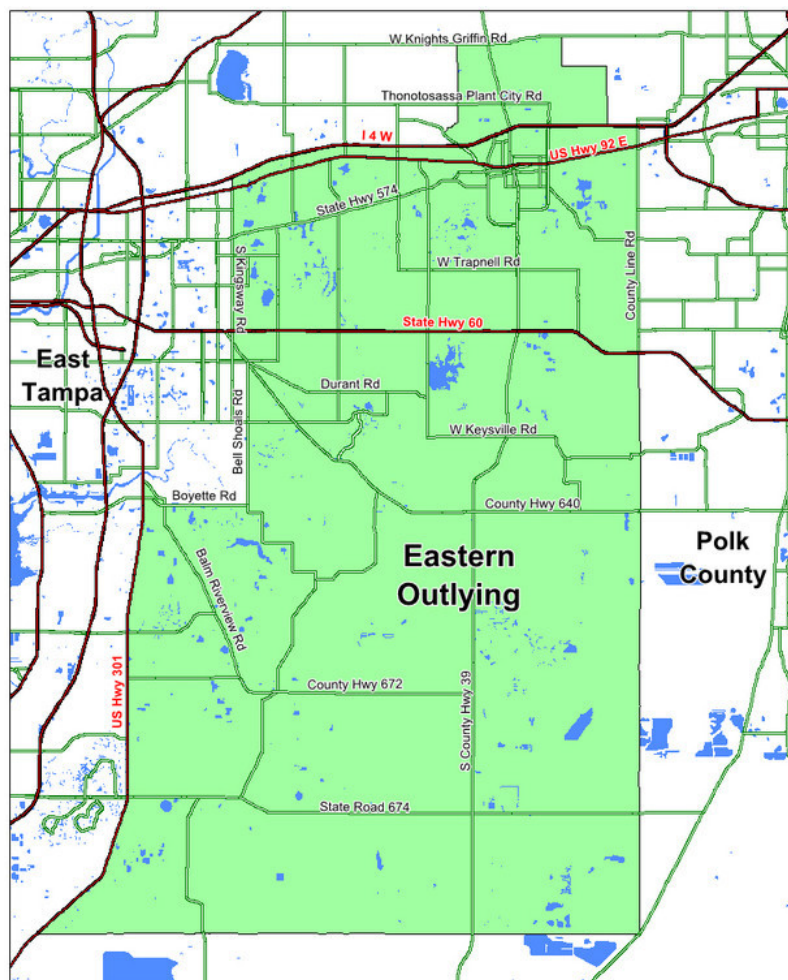 W Knights Griffin Rd
Thonotosassa Plant City Rd
I 4 W
US Hwy 92 E
State Hwy 574
S Kingsway Rd
W Trapnell Rd
County Line Rd
State Hwy 60
East
Tampa
Durant Rd
Bell Shoals Rd
W Keysville Rd
Boyette Rd
County Hwy 640
Eastern
Outlying
Polk
County
Balm Riverview Rd
US Hwy 301
County Hwy 672
S County Hwy 39
State Road 674